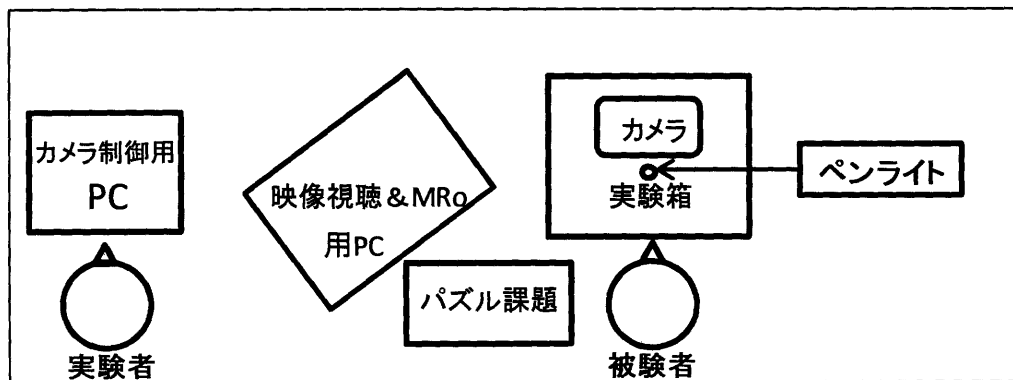 カメラ制御用
PC
映像視聴&MRo
用PC
カメラ
実験箱
ペンライト
パズル課題
実験者
被験者